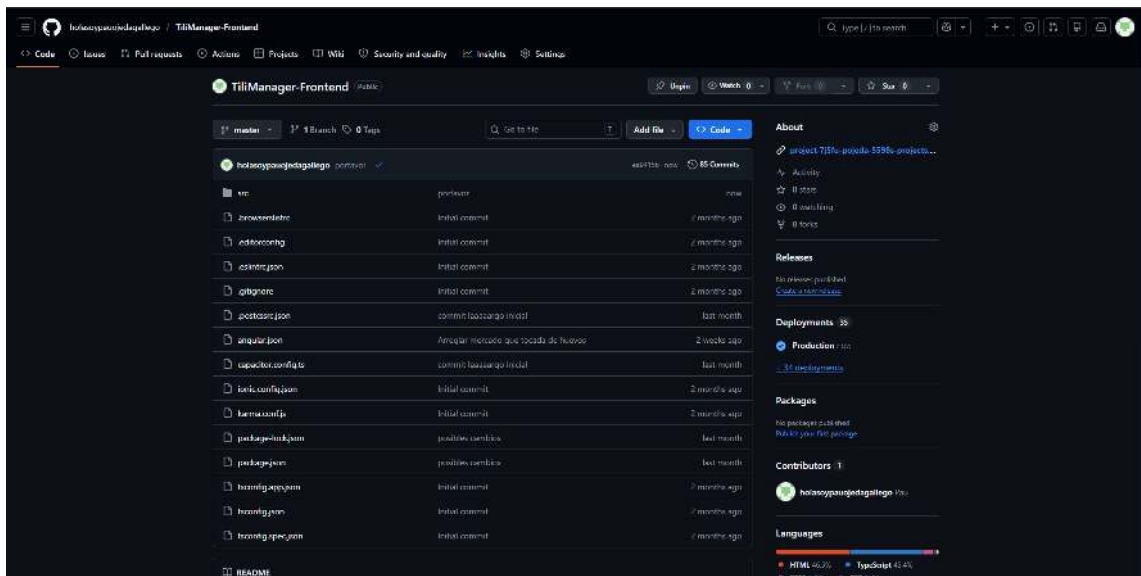 holasoypauojedagallego / TiliManager-Frontend
Type / to search
Code Issues Pull requests Actions Projects Wiki Security and quality Insights Settings
TiliManager-Frontend Public
Unpin Watch 0 Fork 0 Star 0
master 1 Branch 0 Tags Go to file Add file Code
holasoypauojedagallego portavor now 85 Commits
src portavor now
.browserslistrc Initial commit 2 months ago
.editorconfig Initial commit 2 months ago
.eslintrc.json Initial commit 2 months ago
.gitignore Initial commit 2 months ago
.postcssrc.json commit laaaaargo inicial last month
angular.json Arreglar mercado que tocada de huevos 2 weeks ago
capacitor.config.ts commit laaaaargo inicial last month
ionic.config.json Initial commit 2 months ago
karma.conf.js Initial commit 2 months ago
package-lock.json posibles cambios last month
package.json posibles cambios last month
tsconfig.app.json Initial commit 2 months ago
tsconfig.json Initial commit 2 months ago
tsconfig.spec.json Initial commit 2 months ago
README
About
Activity
0 stars
0 watching
0 forks
Releases
No releases published
Create a new release
Deployments 35
Production now
+ 34 deployments
Packages
No packages published
Publish your first package
Contributors 1
holasoypauojedagallego Pau
Languages
HTML 46.3% TypeScript 43.4%